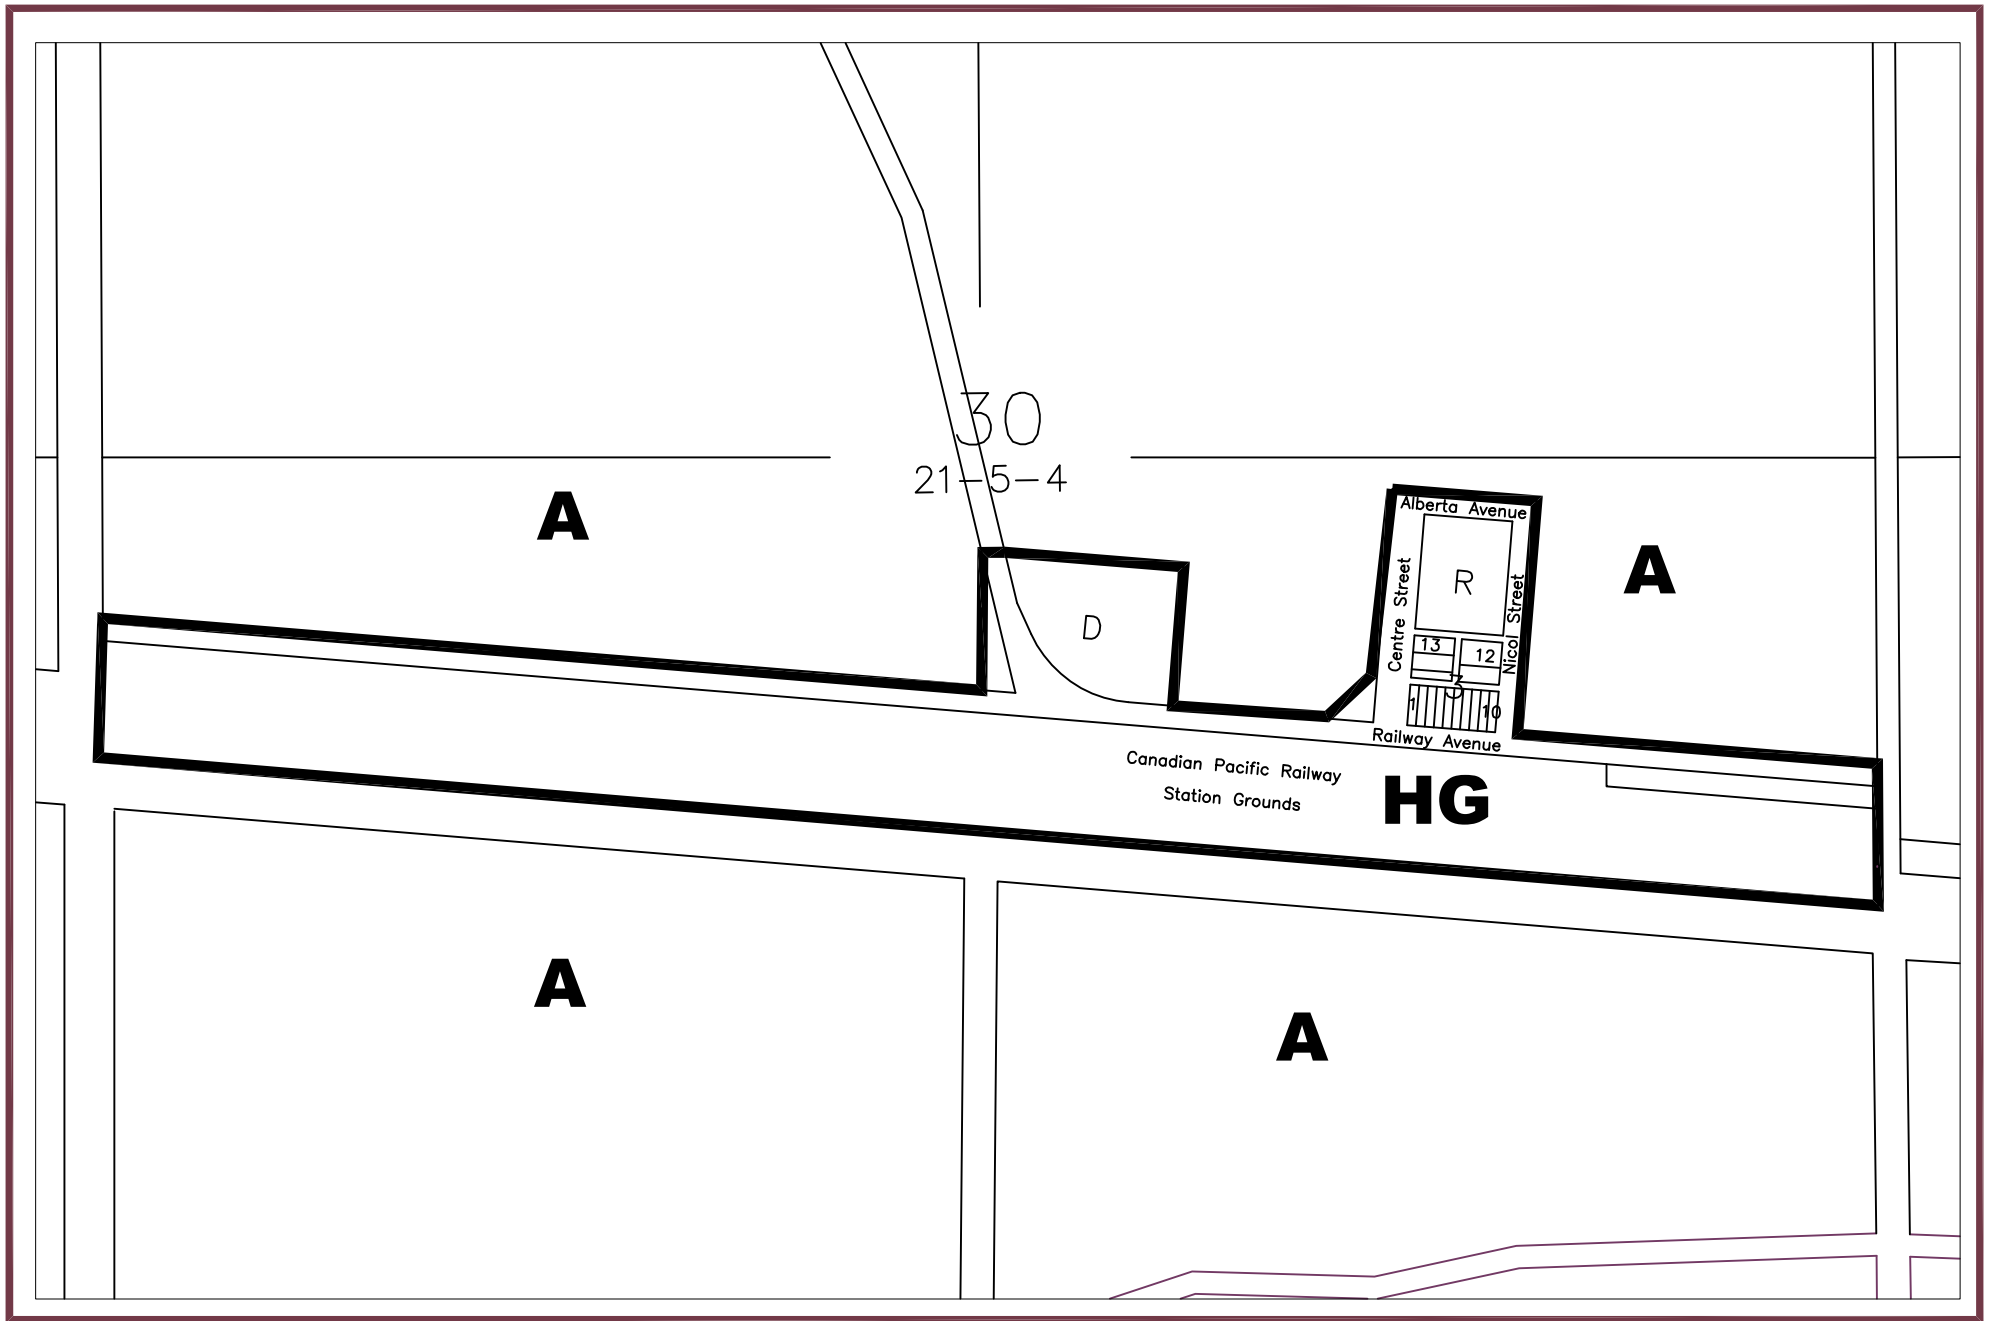 30
21-5-4
A
Alberta Avenue
A
R
Centre Street
Nicol Street
D
13
12
3
1
10
Railway Avenue
Canadian Pacific Railway
Station Grounds
HG
A
A